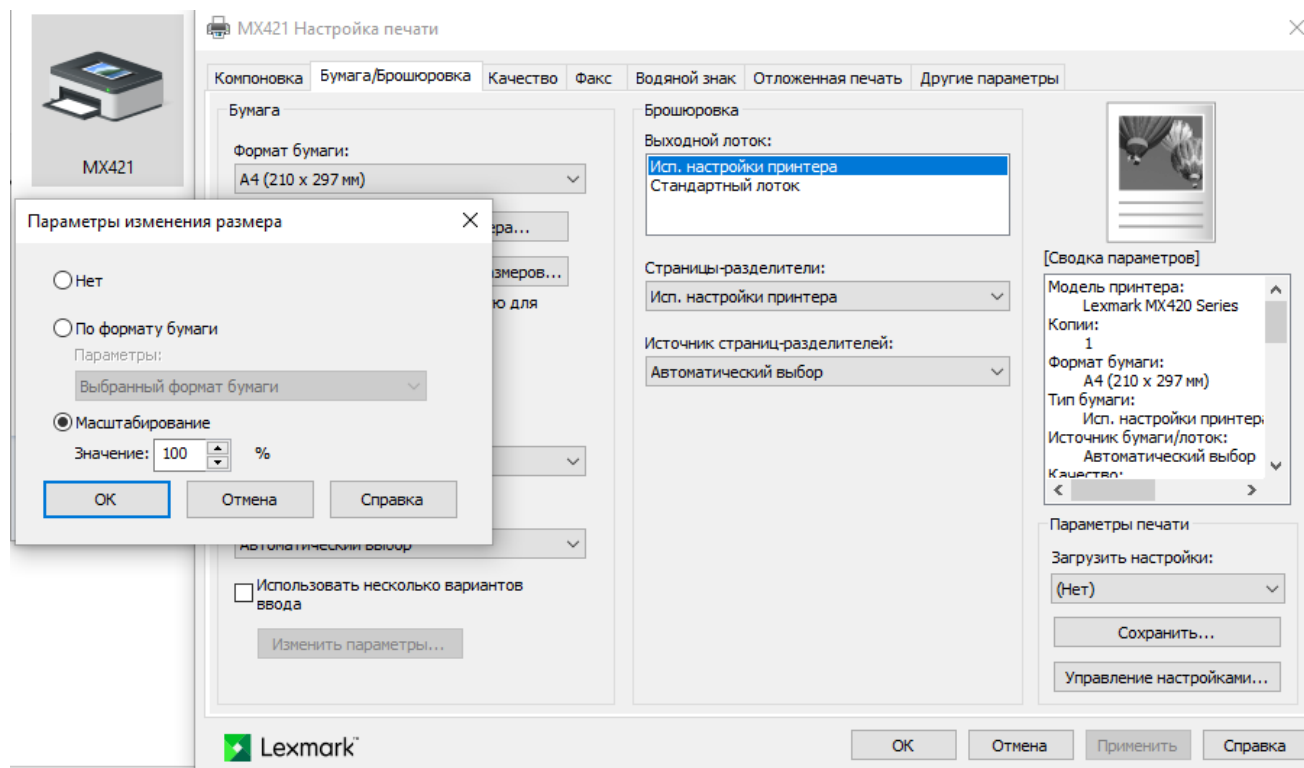 MX421 Настройка печати
MX421
Компоновка Бумага/Брошюровка Качество Факс Водяной знак Отложенная печать Другие параметры
Бумага
Формат бумаги:
A4 (210 x 297 мм)
Параметры изменения размера
Нет
По формату бумаги
Параметры:
Выбранный формат бумаги
Масштабирование
Значение: 100 %
ОК Отмена Справка
ю для
Автоматический выбор
Использовать несколько вариантов
ввода
Изменить параметры...
Брошюровка
Выходной лоток:
Исп. настройки принтера
Стандартный лоток
Страницы-разделители:
Исп. настройки принтера
Источник страниц-разделителей:
Автоматический выбор
[Сводка параметров]
Модель принтера:
Lexmark MX420 Series
Копии:
1
Формат бумаги:
A4 (210 x 297 мм)
Тип бумаги:
Исп. настройки принтера
Источник бумаги/лоток:
Автоматический выбор
Качество:
Параметры печати
Загрузить настройки:
(Нет)
Сохранить...
Управление настройками...
Lexmark™
ОК Отмена Применить Справка